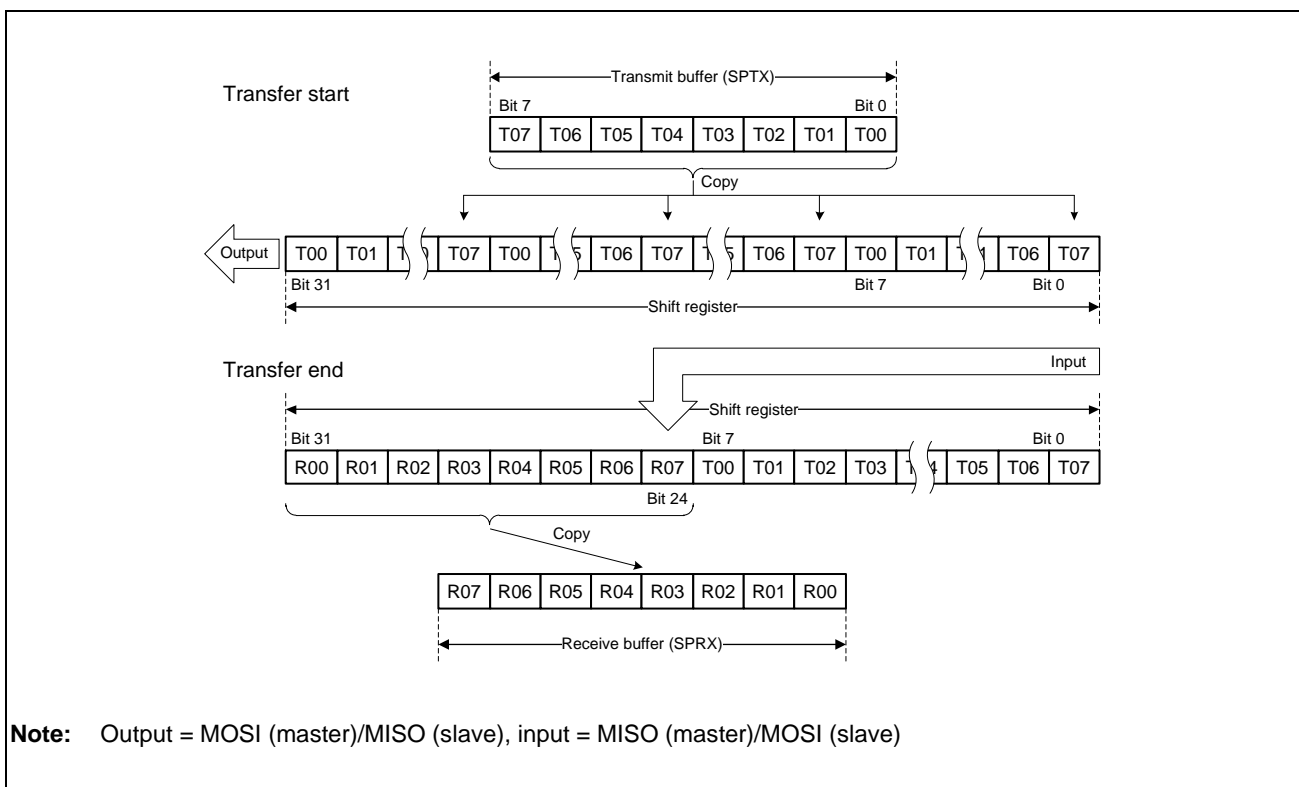 Transfer start
Transmit buffer (SPTX)
Bit 7 Bit 0
T07 T06 T05 T04 T03 T02 T01 T00
Copy
Output
T00 T01 T07 T00 T06 T07 T06 T07 T00 T01 T06 T07
Bit 31 Bit 7 Bit 0
Shift register
Transfer end
Input
Shift register
Bit 31 Bit 7 Bit 0
R00 R01 R02 R03 R04 R05 R06 R07 T00 T01 T02 T03 T05 T06 T07
Bit 24
Copy
R07 R06 R05 R04 R03 R02 R01 R00
Receive buffer (SPRX)
Note: Output = MOSI (master)/MISO (slave), input = MISO (master)/MOSI (slave)